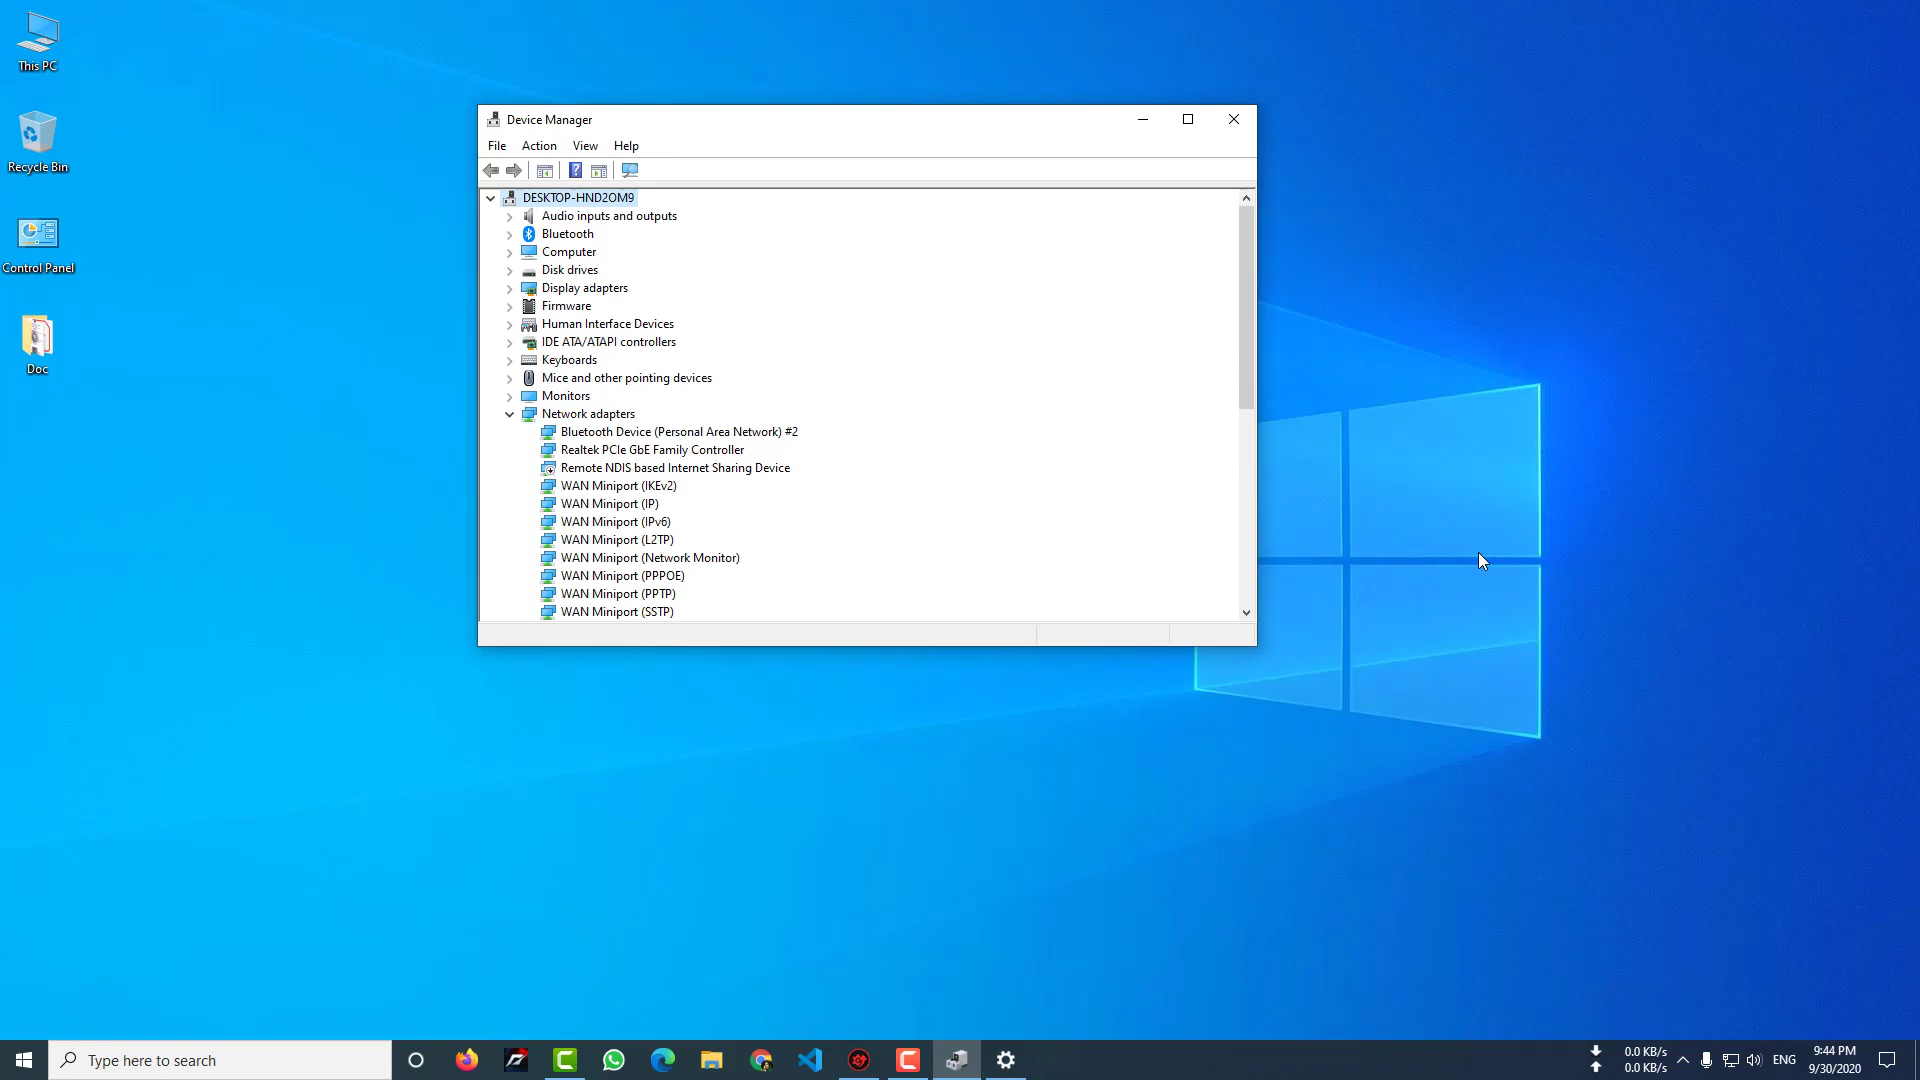 This PC
Recycle Bin
Control Panel
Doc
Device Manager
File Action View Help
DESKTOP-HND2OM9
Audio inputs and outputs
Bluetooth
Computer
Disk drives
Display adapters
Firmware
Human Interface Devices
IDE ATA/ATAPI controllers
Keyboards
Mice and other pointing devices
Monitors
Network adapters
Bluetooth Device (Personal Area Network) #2
Realtek PCIe GbE Family Controller
Remote NDIS based Internet Sharing Device
WAN Miniport (IKEv2)
WAN Miniport (IP)
WAN Miniport (IPv6)
WAN Miniport (L2TP)
WAN Miniport (Network Monitor)
WAN Miniport (PPPOE)
WAN Miniport (PPTP)
WAN Miniport (SSTP)
Type here to search
0.0 KB/s
0.0 KB/s
ENG
9:44 PM
9/30/2020